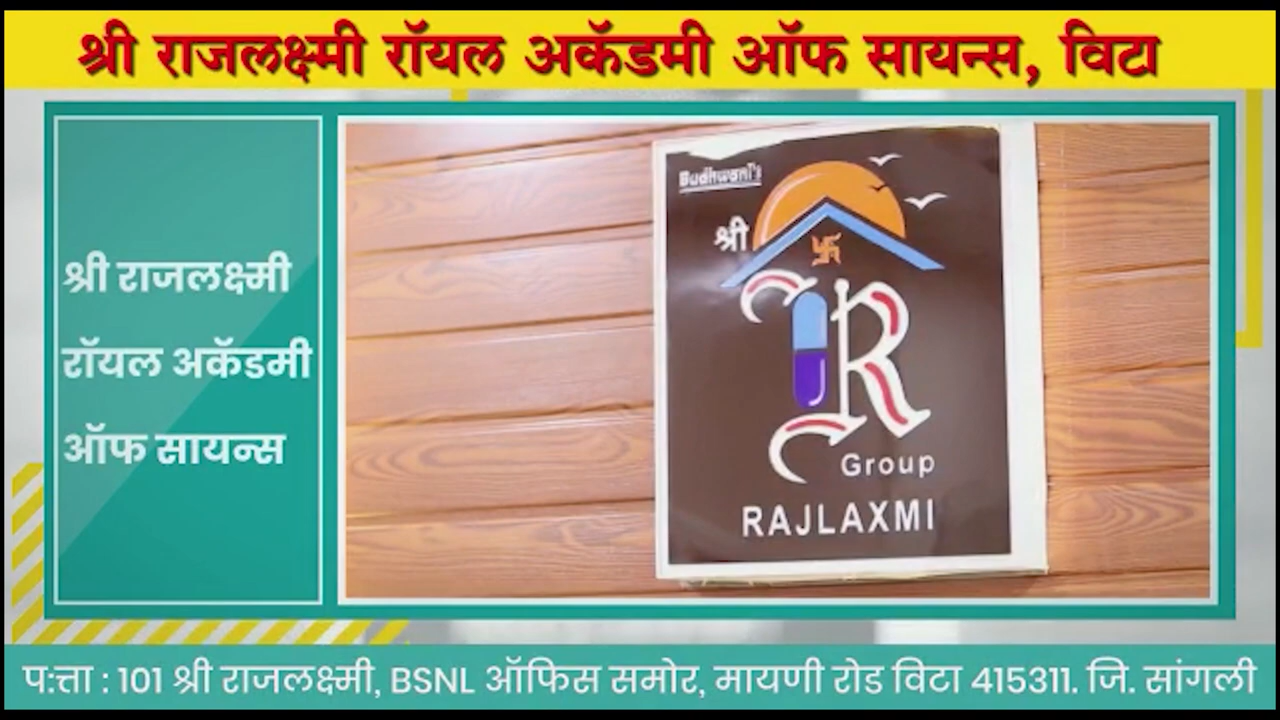 श्री राजलक्ष्मी रॉयल अकॅडमी ऑफ सायन्स, विटा
श्री राजलक्ष्मी
रॉयल अकॅडमी
ऑफ सायन्स
Budhwani's
श्री
R
Group
RAJLAXMI
प:त्ता : 101 श्री राजलक्ष्मी, BSNL ऑफिस समोर, मायणी रोड विटा 415311. जि. सांगली